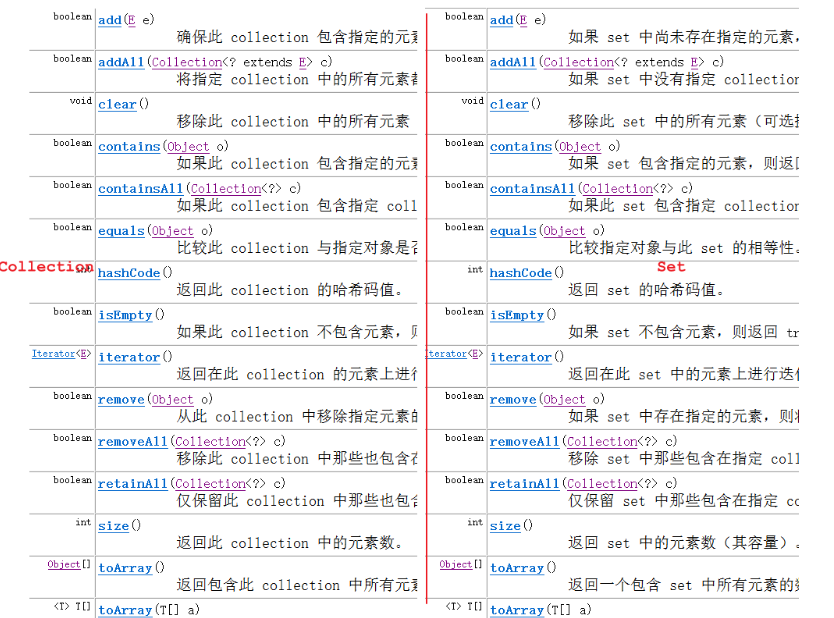 boolean add(E e)
确保此 collection 包含指定的元
boolean addAll(Collection<? extends E> c)
将指定 collection 中的所有元素
void clear()
移除此 collection 中的所有元素
boolean contains(Object o)
如果此 collection 包含指定的元
boolean containsAll(Collection<?> c)
如果此 collection 包含指定 coll
boolean equals(Object o)
比较此 collection 与指定对象是
Collection
int hashCode()
返回此 collection 的哈希码值。
boolean isEmpty()
如果此 collection 不包含元素，
Iterator<E> iterator()
返回在此 collection 的元素上进行
boolean remove(Object o)
从此 collection 中移除指定元素的
boolean removeAll(Collection<?> c)
移除此 collection 中那些也包含在
boolean retainAll(Collection<?> c)
仅保留此 collection 中那些也包含
int size()
返回此 collection 中的元素数。
Object[] toArray()
返回包含此 collection 中所有元素
<T> T[] toArray(T[] a)
boolean add(E e)
如果 set 中尚未存在指定的元素，
boolean addAll(Collection<? extends E> c)
如果 set 中没有指定 collection
void clear()
移除此 set 中的所有元素（可选
boolean contains(Object o)
如果 set 包含指定的元素，则返回
boolean containsAll(Collection<?> c)
如果此 set 包含指定 collection
boolean equals(Object o)
比较指定对象与此 set 的相等性。
Set
int hashCode()
返回 set 的哈希码值。
boolean isEmpty()
如果 set 不包含元素，则返回 tr
Iterator<E> iterator()
返回在此 set 中的元素上进行迭代
boolean remove(Object o)
如果 set 中存在指定的元素，则
boolean removeAll(Collection<?> c)
移除 set 中那些包含在指定 coll
boolean retainAll(Collection<?> c)
仅保留 set 中那些包含在指定 co
int size()
返回 set 中的元素数（其容量）。
Object[] toArray()
返回一个包含 set 中所有元素的
<T> T[] toArray(T[] a)